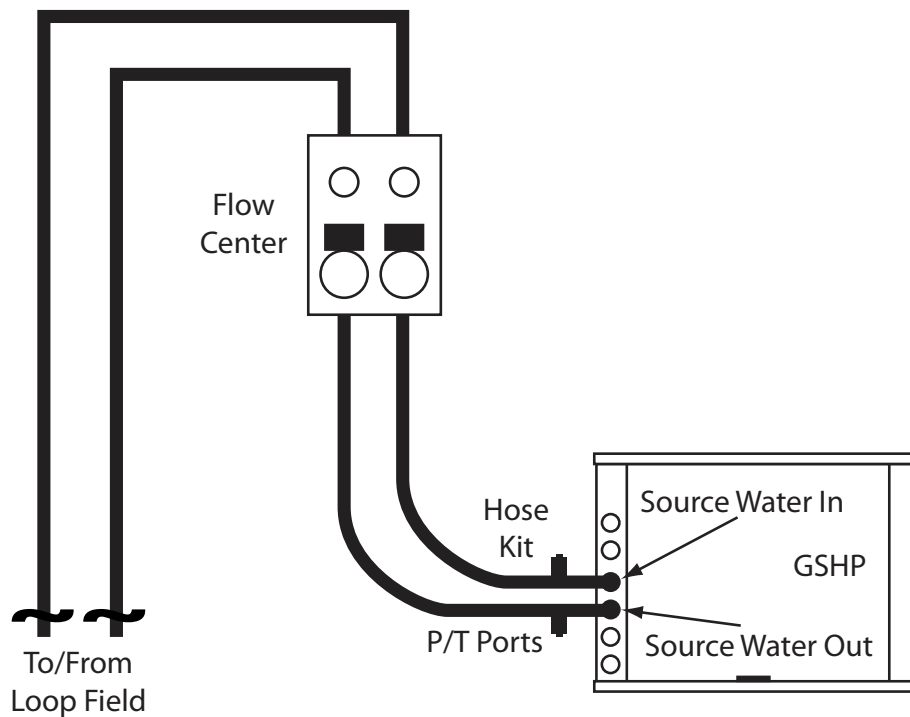 Flow
Center
Hose
Kit
Source Water In
GSHP
P/T Ports
Source Water Out
To/From
Loop Field